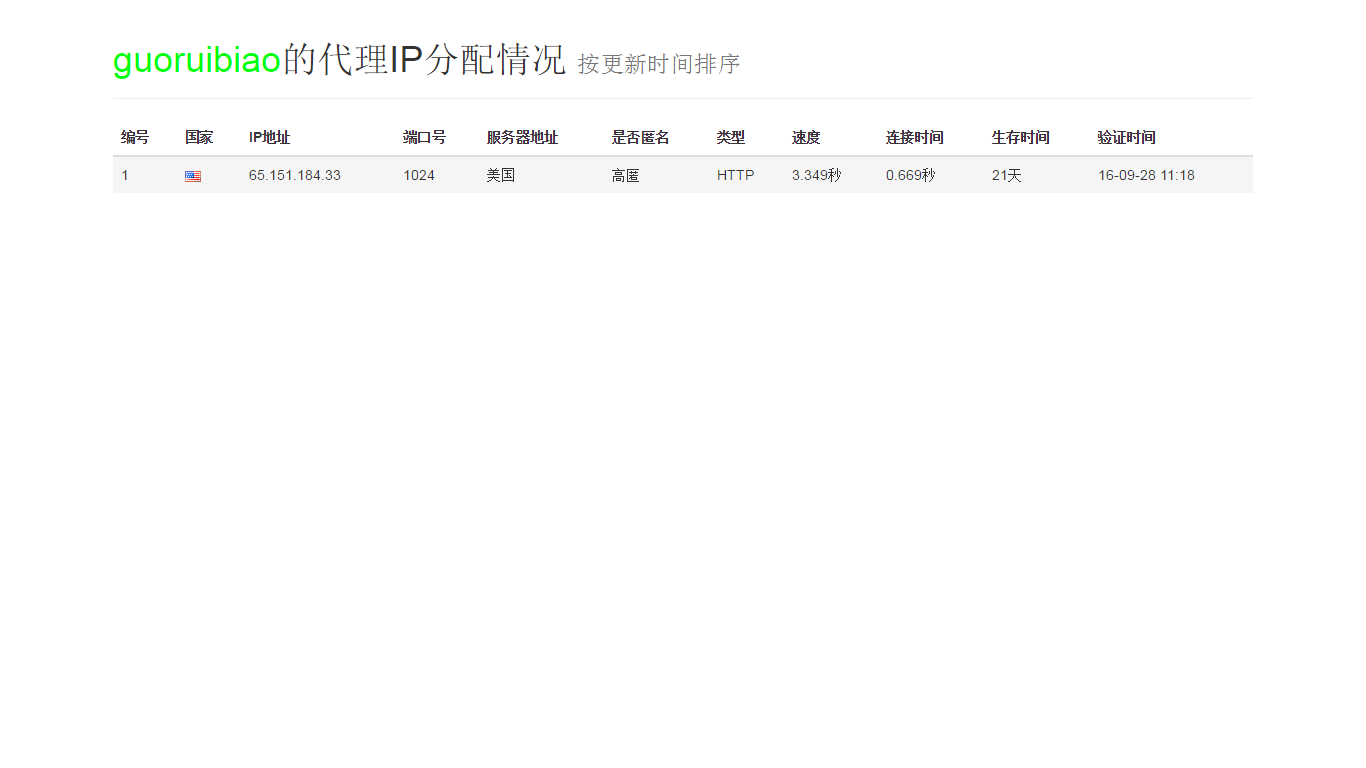 guoruibiao的代理IP分配情况 按更新时间排序
编号 国家 IP地址 端口号 服务器地址 是否匿名 类型 速度 连接时间 生存时间 验证时间
1 65.151.184.33 1024 美国 高匿 HTTP 3.349秒 0.669秒 21天 16-09-28 11:18